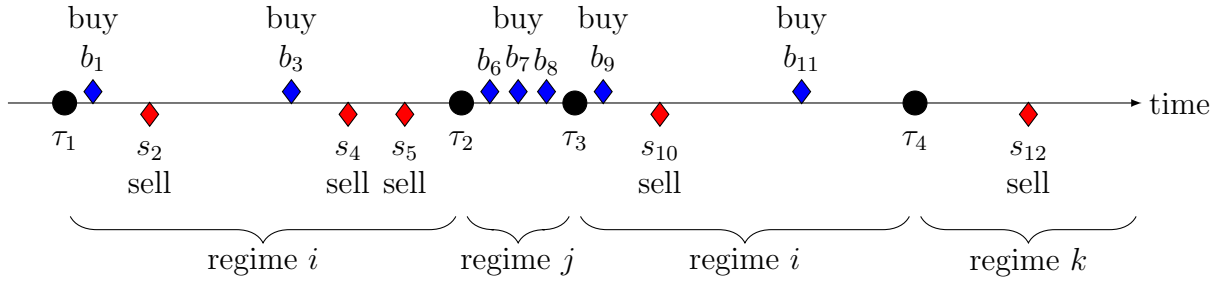 buy buy buy buy buy
b₁ b₃ b₆ b₇ b₈ b₉ b₁₁
time
τ₁ τ₂ τ₃ τ₄
s₂ s₄ s₅ s₁₀ s₁₂
sell sell sell sell sell
regime i regime j regime i regime k